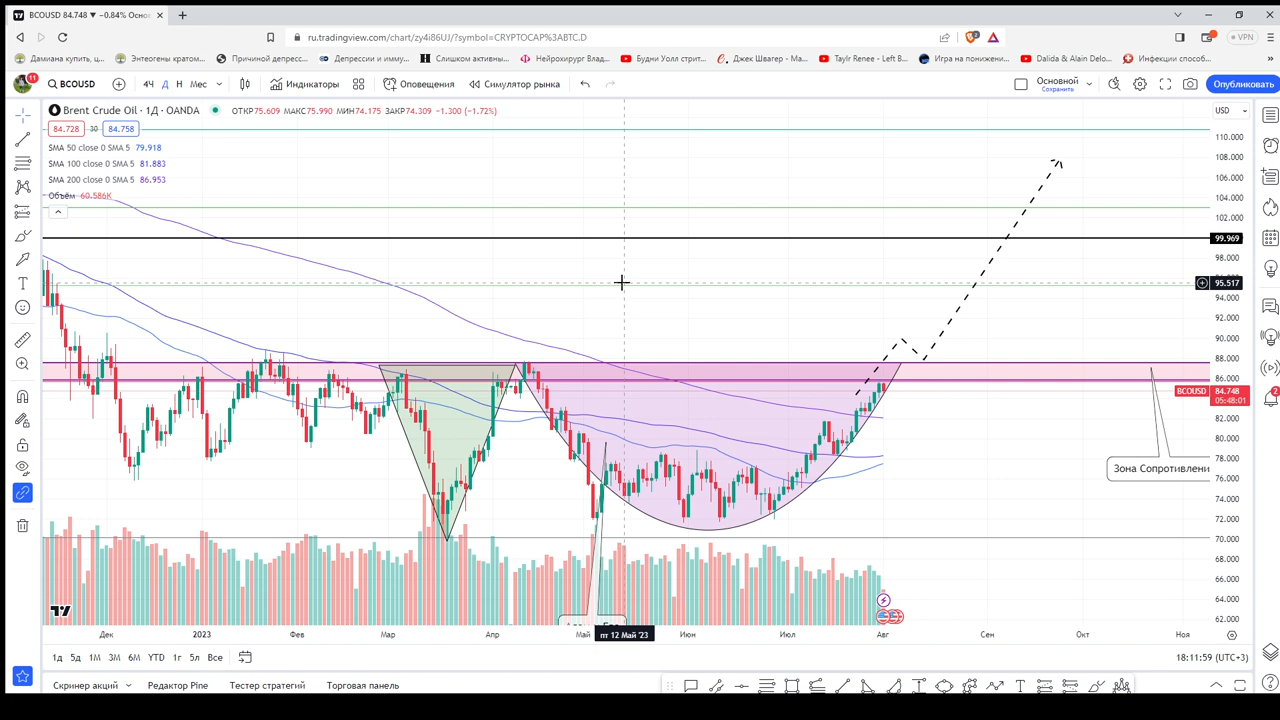 BCOUSD 84.748 ▼ −0.84% Осно
ru.tradingview.com/chart/zy4i86UJ/?symbol=CRYPTOCAP%3ABTC.D
VPN
Дамиана купить, ц...
Энтеогены кратом...
Причиной депресс...
Депрессии и имму...
Слишком активны...
Нейрохирург Влад...
Будни Уолл стрит...
Джек Швагер - Ма...
Taylr Renee - Left B...
Игра на понижени...
Dalida & Alain Delo...
Инфекции способ...
11
BCOUSD
4Ч Д Н Мес
Индикаторы
Оповещения
Симулятор рынка
Основной
Сохранить
Опубликовать
Brent Crude Oil · 1Д · OANDA
ОТКР75.609 МАКС75.990 МИН74.175 ЗАКР74.309 −1.300 (−1.72%)
USD
84.728 30 84.758
SMA 50 close 0 SMA 5 79.918
SMA 100 close 0 SMA 5 81.883
SMA 200 close 0 SMA 5 86.953
Объём 60.586K
110.000
108.000
106.000
104.000
102.000
99.969
98.000
95.517
94.000
92.000
90.000
88.000
86.000
BCOUSD 84.748
05:48:01
82.000
80.000
78.000
76.000
74.000
72.000
70.000
68.000
66.000
64.000
62.000
Зона Сопротивлени
Дек 2023 Фев Мар Апр Май пт 12 Май '23 Июн Июл Авг Сен Окт Ноя
1д 5д 1М 3М 6М YTD 1г 5л Все
18:11:59 (UTC+3)
Скринер акций
Редактор Pine
Тестер стратегий
Торговая панель